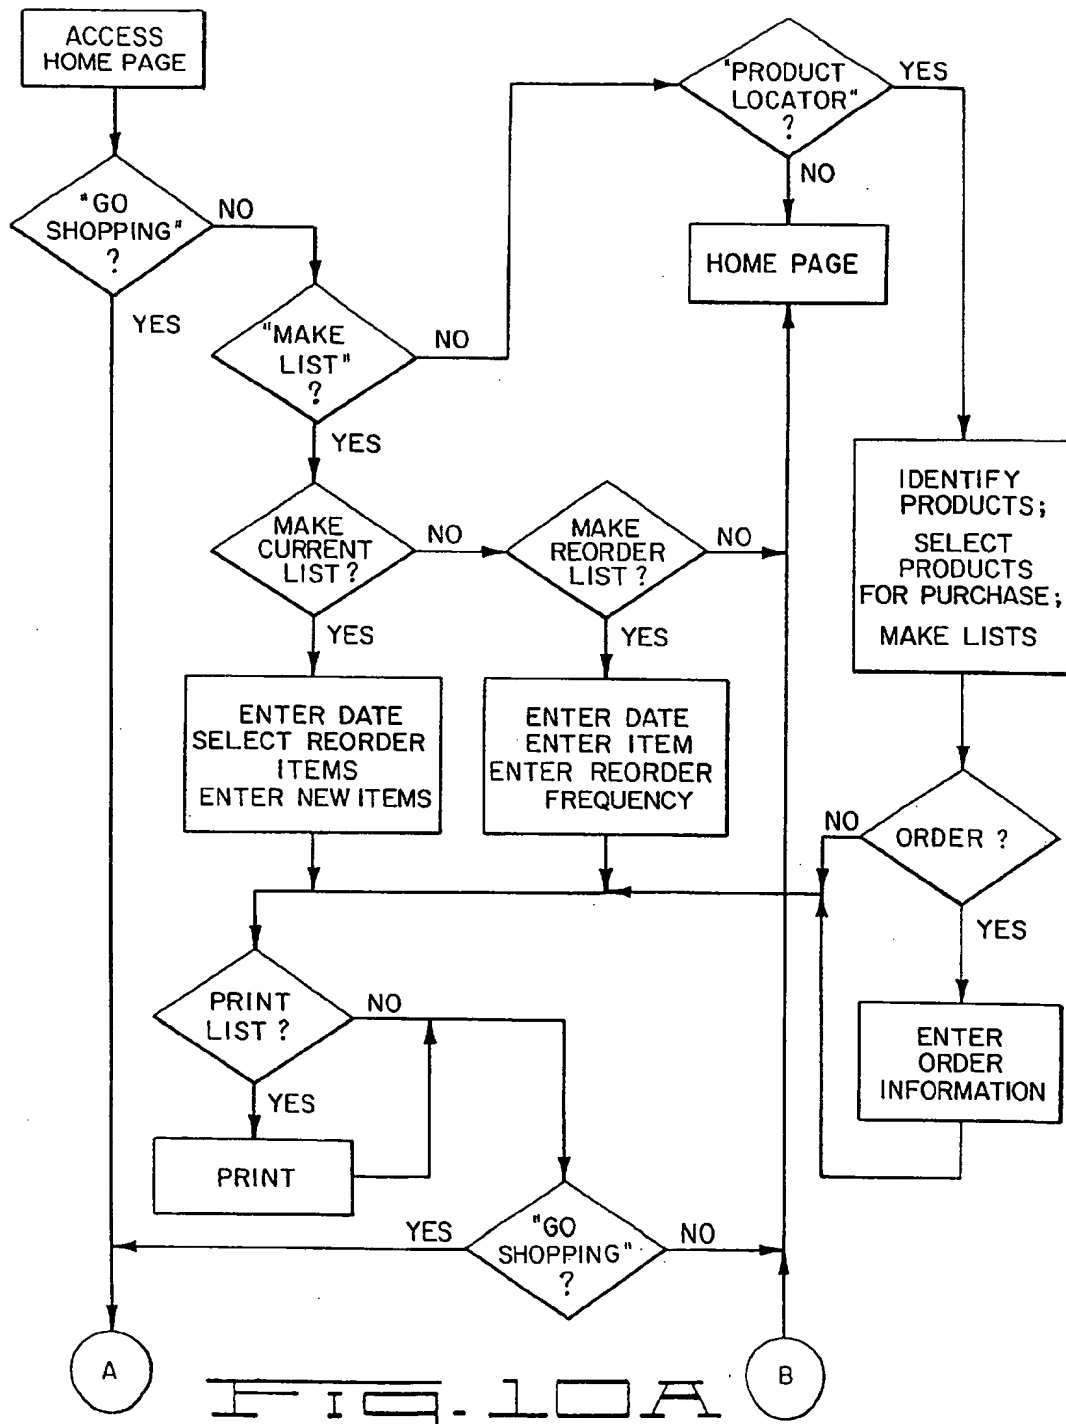 ACCESS
HOME PAGE
"PRODUCT
LOCATOR"
?
YES
NO
"GO
SHOPPING"
?
NO
YES
HOME PAGE
"MAKE
LIST"
?
NO
YES
MAKE
CURRENT
LIST?
NO
YES
MAKE
REORDER
LIST?
NO
YES
IDENTIFY
PRODUCTS;
SELECT
PRODUCTS
FOR PURCHASE;
MAKE LISTS
ENTER DATE
SELECT REORDER
ITEMS
ENTER NEW ITEMS
ENTER DATE
ENTER ITEM
ENTER REORDER
FREQUENCY
ORDER ?
NO
YES
PRINT
LIST ?
NO
YES
ENTER
ORDER
INFORMATION
PRINT
"GO
SHOPPING"
?
YES
NO
A
B
Fig. 10A